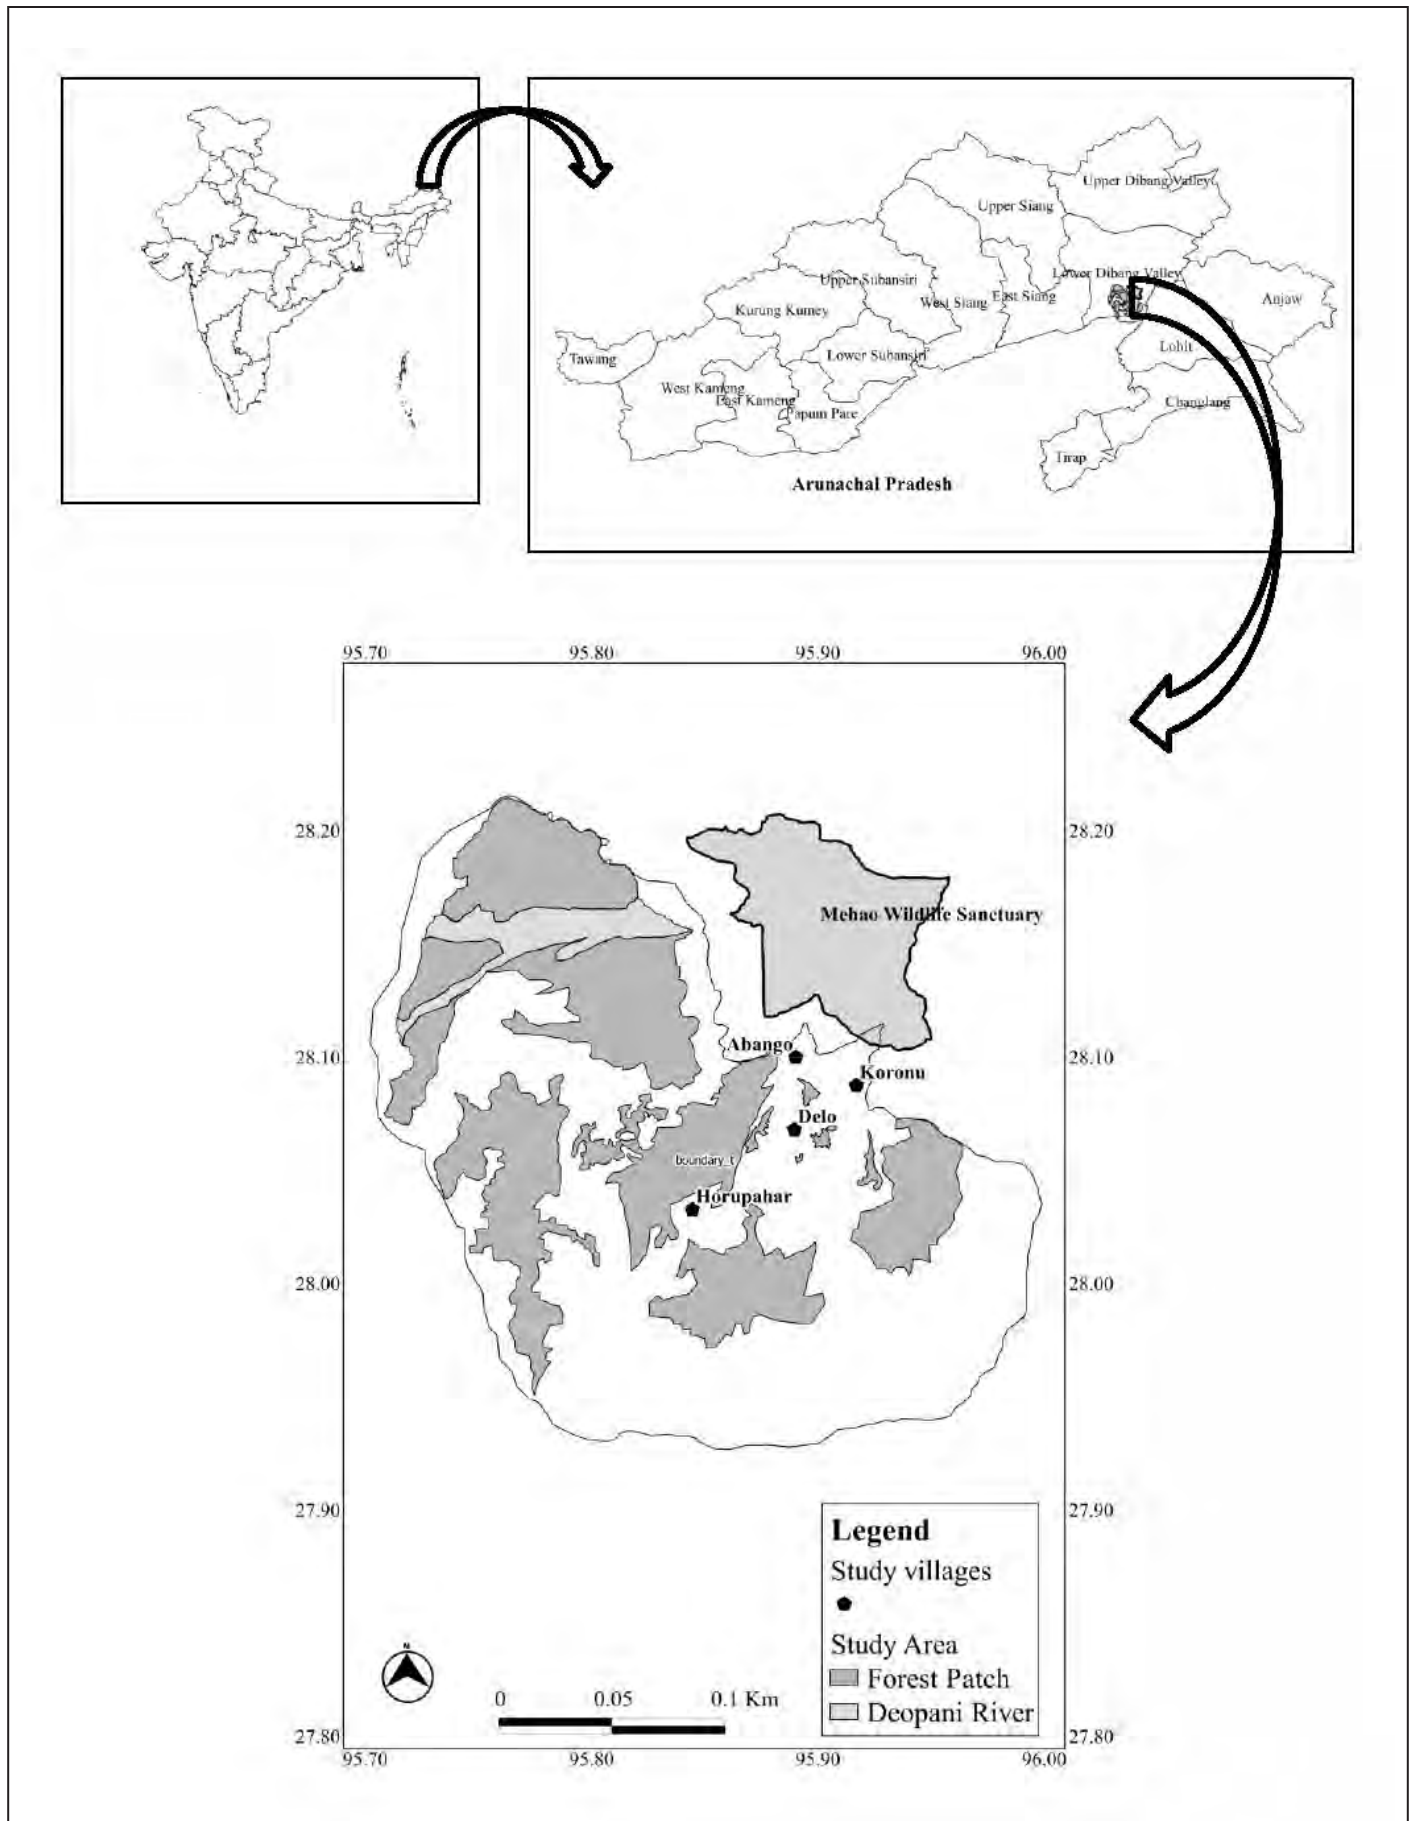 Upper Dibang Valley
Upper Siang
Lower Dibang Valley
Upper Subansiri
West Siang
East Siang
Anjaw
Kurung Kumey
Tawang
Lower Subansiri
Lohit
West Kameng
East Kameng
Papum Pare
Changlang
Tirap
Arunachal Pradesh
95.70 95.80 95.90 96.00
28.20 28.20
Mehao Wildlife Sanctuary
Abango
28.10 28.10
Koronu
Delo
boundary_t
Horupahar
28.00 28.00
27.90 27.90
Legend
Study villages
Study Area
Forest Patch
Deopani River
N
0 0.05 0.1 Km
27.80 27.80
95.70 95.80 95.90 96.00